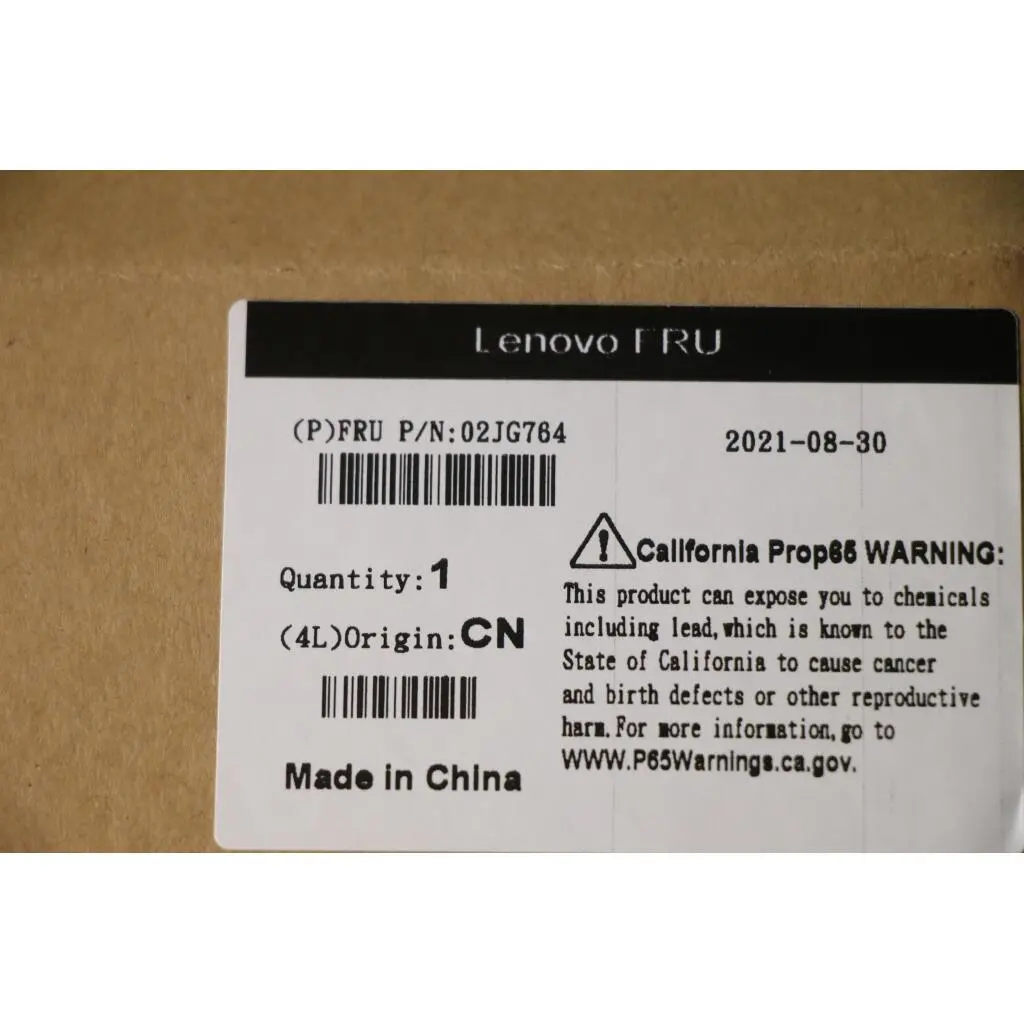 Lenovo FRU
(P)FRU P/N:02JG764
2021-08-30
Quantity:1
(4L)Origin:CN
Made in China
California Prop65 WARNING:
This product can expose you to chemicals
including lead,which is known to the
State of California to cause cancer
and birth defects or other reproductive
harm.For more information,go to
WWW.P65Warnings.ca.gov.